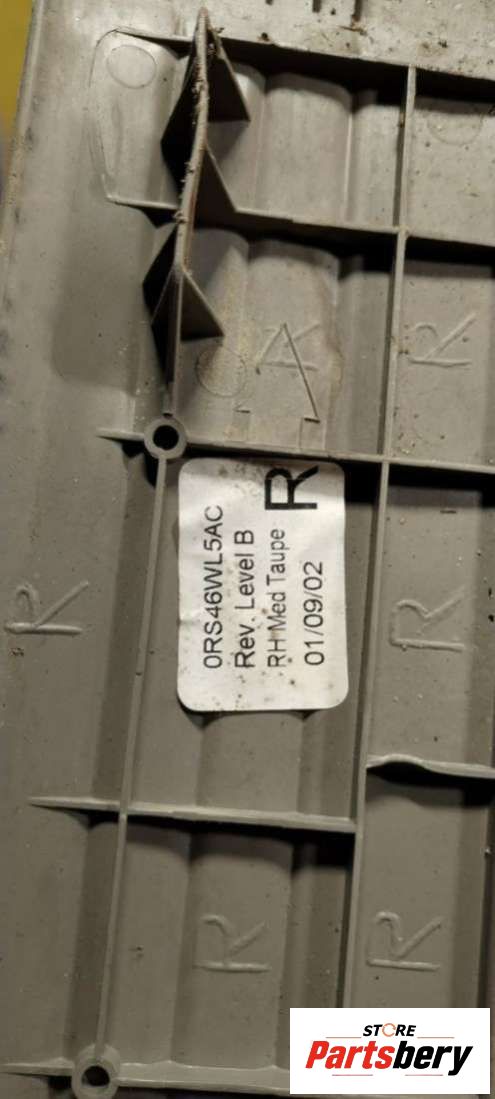 R
R
R
0RS46WL5AC
Rev. Level B
RH Med Taupe
01/09/02
R
R
R
R
STORE
Partsbery